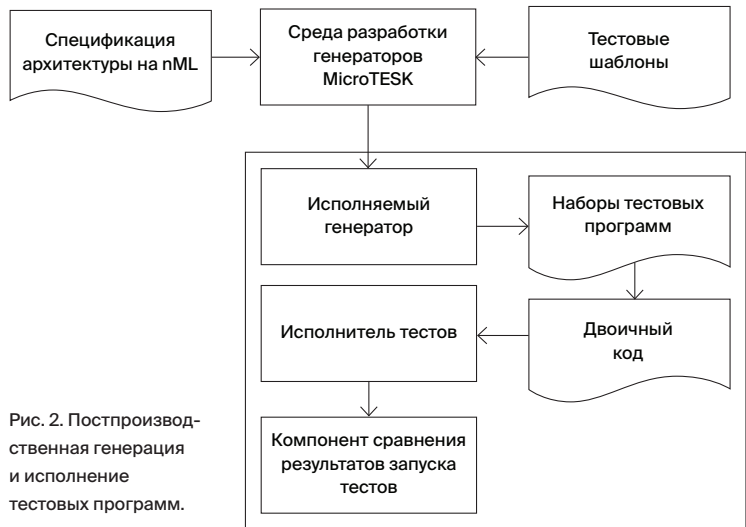 Спецификация
архитектуры на nML
Среда разработки
генераторов
MicroTESK
Тестовые
шаблоны
Исполняемый
генератор
Наборы тестовых
программ
Исполнитель тестов
Двоичный
код
Компонент сравнения
результатов запуска
тестов
Рис. 2. Постпроизвод-
ственная генерация
и исполнение
тестовых программ.